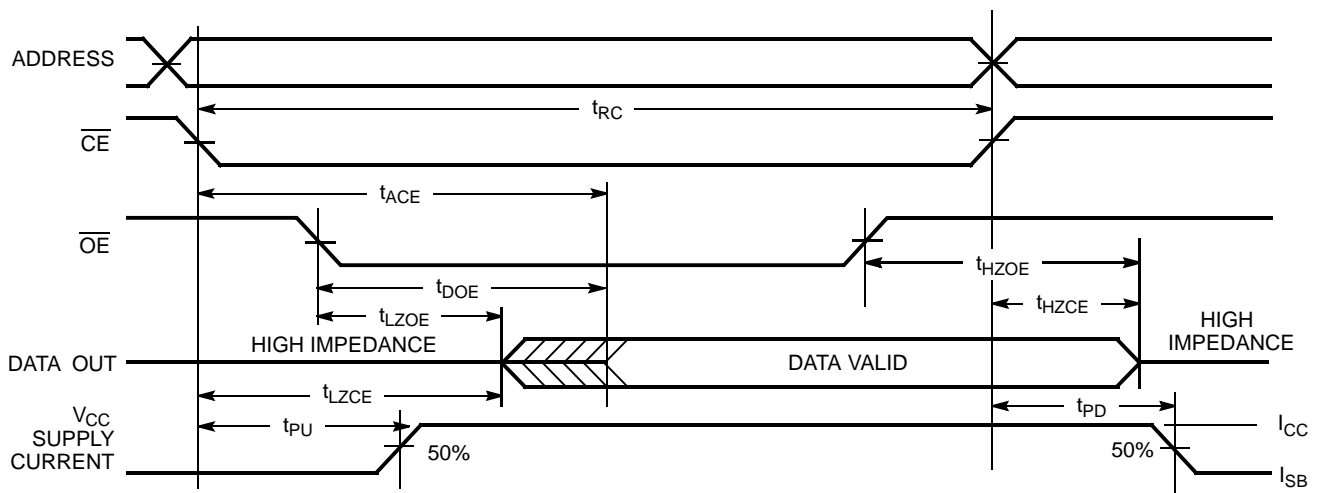 ADDRESS
tRC
CE
tACE
OE
tHZOE
tDOE
tHZCE
tLZOE
HIGH
IMPEDANCE
HIGH IMPEDANCE
DATA OUT
DATA VALID
tLZCE
tPD
VCC
SUPPLY
CURRENT
tPU
50%
50%
ICC
ISB